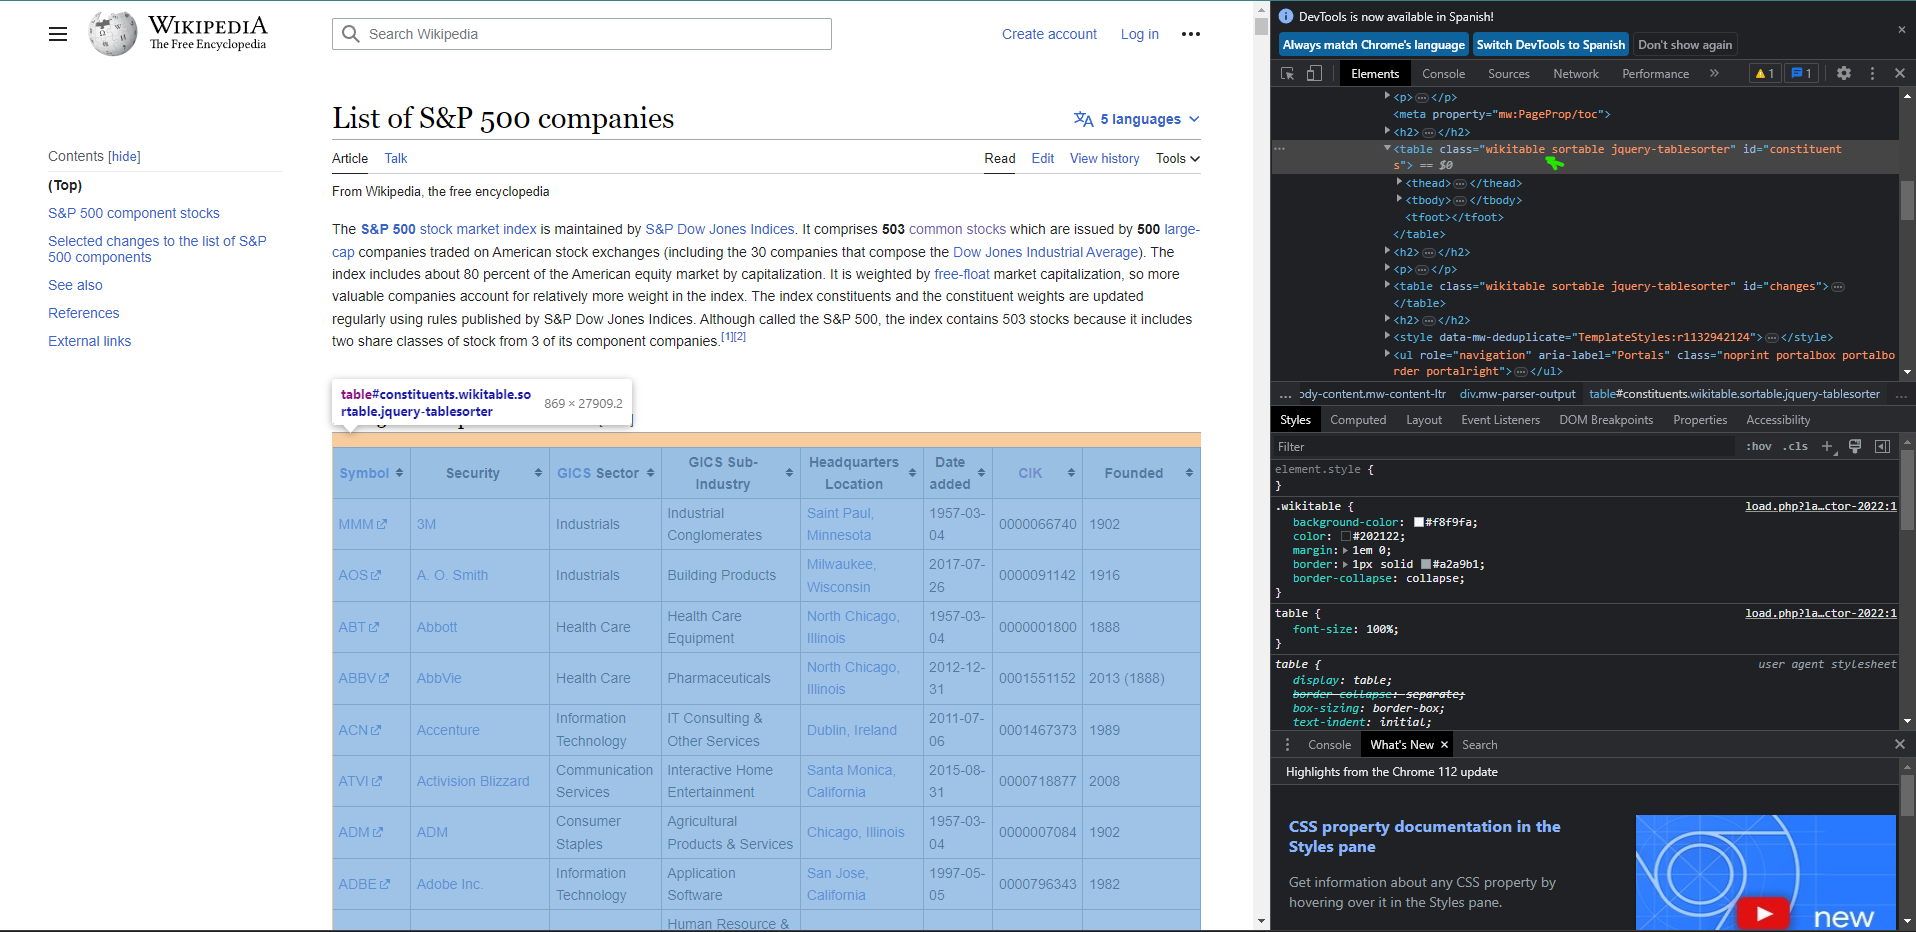 WIKIPEDIA
The Free Encyclopedia
Search Wikipedia
Create account
Log in
Contents [hide]
(Top)
S&P 500 component stocks
Selected changes to the list of S&P
500 components
See also
References
External links
List of S&P 500 companies
5 languages
Article Talk
Read Edit View history Tools
From Wikipedia, the free encyclopedia
The S&P 500 stock market index is maintained by S&P Dow Jones Indices. It comprises 503 common stocks which are issued by 500 large-
cap companies traded on American stock exchanges (including the 30 companies that compose the Dow Jones Industrial Average). The
index includes about 80 percent of the American equity market by capitalization. It is weighted by free-float market capitalization, so more
valuable companies account for relatively more weight in the index. The index constituents and the constituent weights are updated
regularly using rules published by S&P Dow Jones Indices. Although called the S&P 500, the index contains 503 stocks because it includes
two share classes of stock from 3 of its component companies.[1][2]
table#constituents.wikitable.so
rtable.jquery-tablesorter
869 × 27909.2
Symbol Security GICS Sector GICS Sub-
Industry Headquarters
Location Date
added CIK Founded
MMM 3M Industrials Industrial
Conglomerates Saint Paul,
Minnesota 1957-03-
04 0000066740 1902
AOS A. O. Smith Industrials Building Products Milwaukee,
Wisconsin 2017-07-
26 0000091142 1916
ABT Abbott Health Care Health Care
Equipment North Chicago,
Illinois 1957-03-
04 0000001800 1888
ABBV AbbVie Health Care Pharmaceuticals North Chicago,
Illinois 2012-12-
31 0001551152 2013 (1888)
ACN Accenture Information
Technology IT Consulting &
Other Services Dublin, Ireland 2011-07-
06 0001467373 1989
ATVI Activision Blizzard Communication
Services Interactive Home
Entertainment Santa Monica,
California 2015-08-
31 0000718877 2008
ADM ADM Consumer
Staples Agricultural
Products & Services Chicago, Illinois 1957-03-
04 0000007084 1902
ADBE Adobe Inc. Information
Technology Application
Software San Jose,
California 1997-05-
05 0000796343 1982
Human Resource &
DevTools is now available in Spanish!
Always match Chrome's language Switch DevTools to Spanish Don't show again
Elements Console Sources Network Performance 1 1
<p>…</p>
<meta property="mw:PageProp/toc">
<h2>…</h2>
<table class="wikitable sortable jquery-tablesorter" id="constituent
s"> == $0
<thead>…</thead>
<tbody>…</tbody>
<tfoot></tfoot>
</table>
<h2>…</h2>
<p>…</p>
<table class="wikitable sortable jquery-tablesorter" id="changes">…
</table>
<h2>…</h2>
<style data-mw-deduplicate="TemplateStyles:r1132942124">…</style>
<ul role="navigation" aria-label="Portals" class="noprint portalbox portalbo
rder portalright">…</ul>
… ody-content.mw-content-ltr div.mw-parser-output table#constituents.wikitable.sortable.jquery-tablesorter …
Styles Computed Layout Event Listeners DOM Breakpoints Properties Accessibility
Filter :hov .cls
element.style {
}
.wikitable { load.php?la…ctor-2022:1
background-color: #f8f9fa;
color: #202122;
margin: 1em 0;
border: 1px solid #a2a9b1;
border-collapse: collapse;
}
table { load.php?la…ctor-2022:1
font-size: 100%;
}
table { user agent stylesheet
display: table;
border-collapse: separate;
box-sizing: border-box;
text-indent: initial;
Console What's New Search
Highlights from the Chrome 112 update
CSS property documentation in the
Styles pane
Get information about any CSS property by
hovering over it in the Styles pane.
new